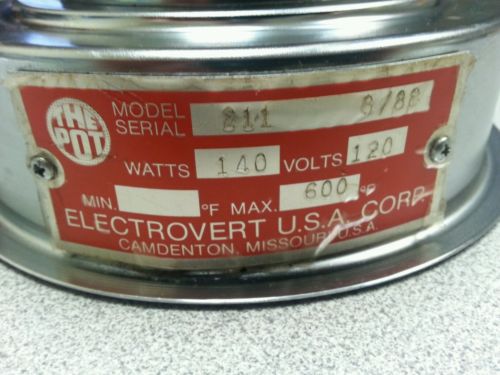 THE POT
MODEL
SERIAL 811 8/88
WATTS 140 VOLTS 120
MIN. °F MAX. 600 °F
ELECTROVERT U.S.A. CORP.
CAMDENTON, MISSOURI U.S.A.